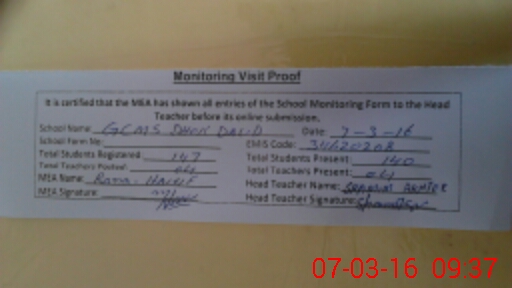 Monitoring Visit Proof
It is certified that the MEA has shown all entries of the School Monitoring Form to the Head
Teacher before its online submission.
School Name: GCMS DHOK DAUD Date: 7-3-16
School Form No: EMIS Code:
Total Students Registered: 147 Total Students Present: 140
Total Teachers Posted: 04 Total Teachers Present: 04
MEA Name: Rana Head Teacher Name:
MEA Signature: Head Teacher Signature:
07-03-16 09:37